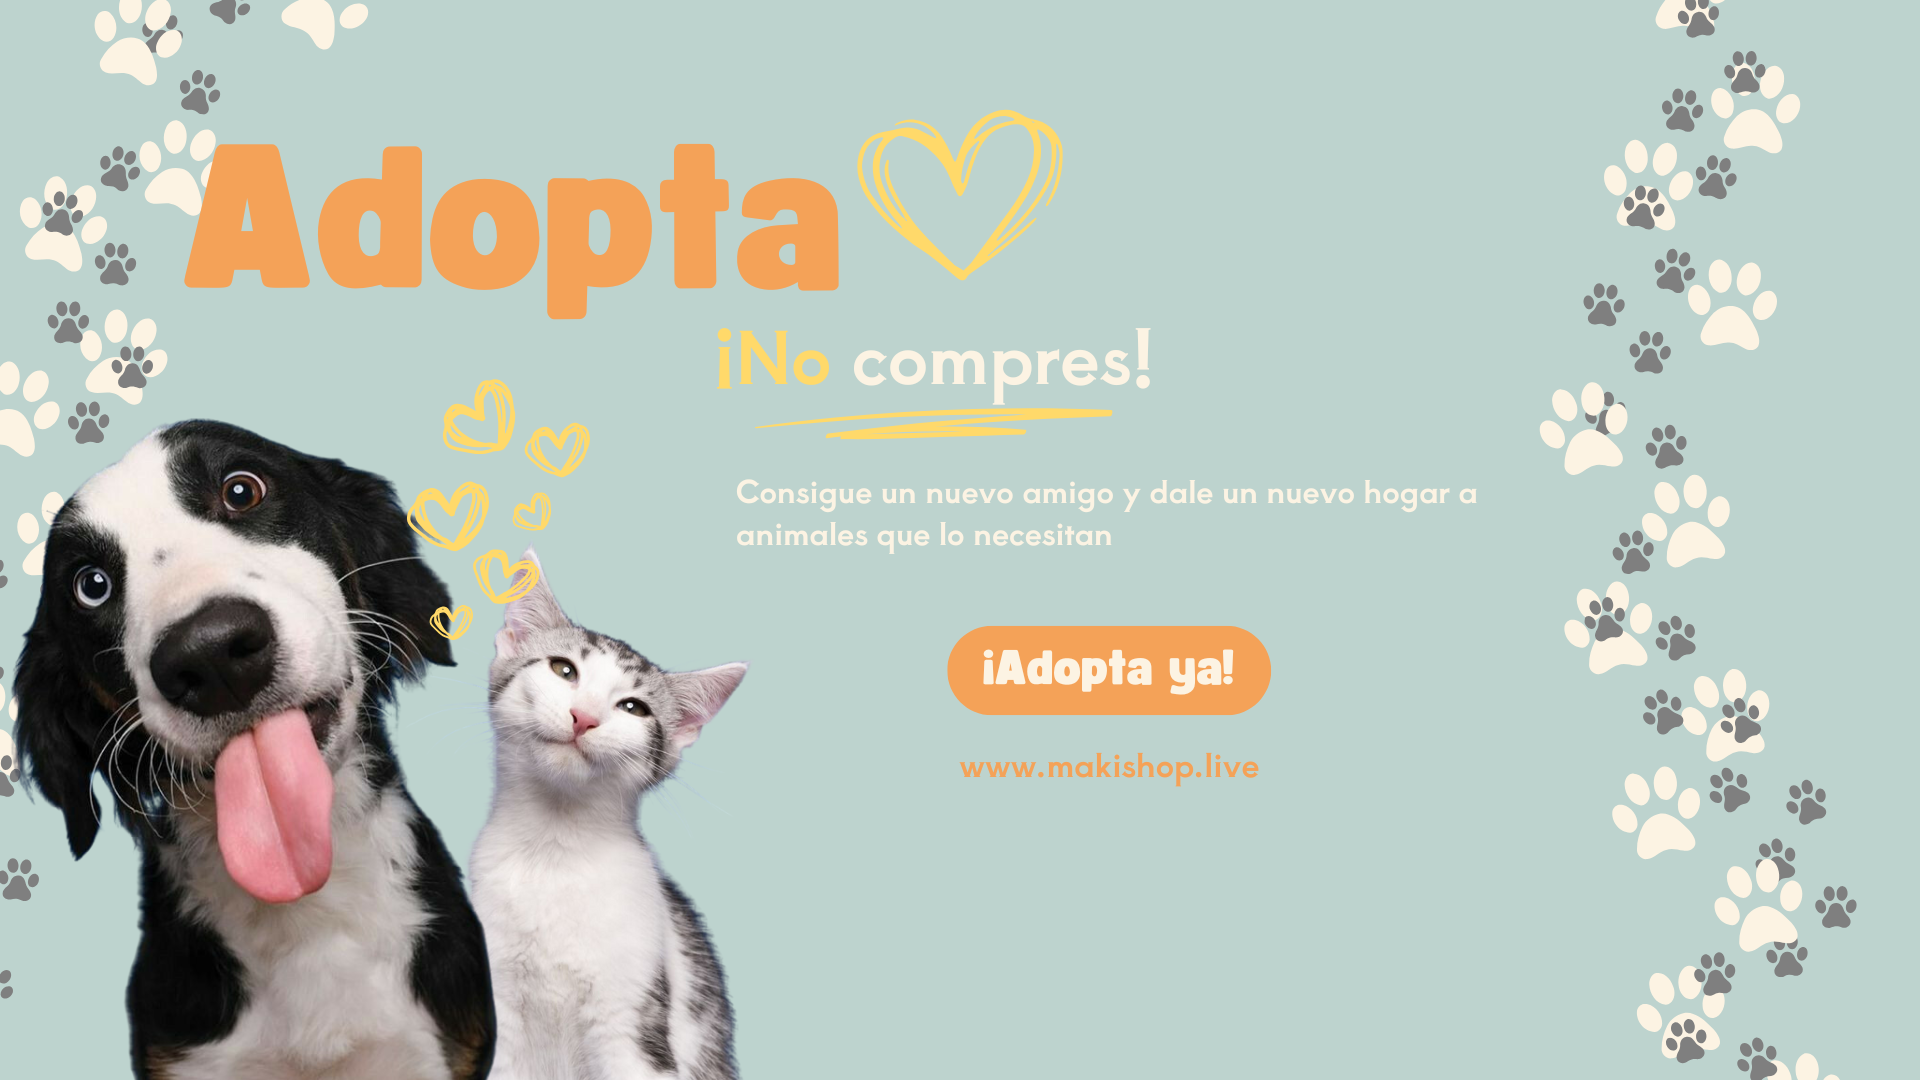 Adopta
¡No compres!
Consigue un nuevo amigo y dale un nuevo hogar a
animales que lo necesitan
¡Adopta ya!
www.makishop.live